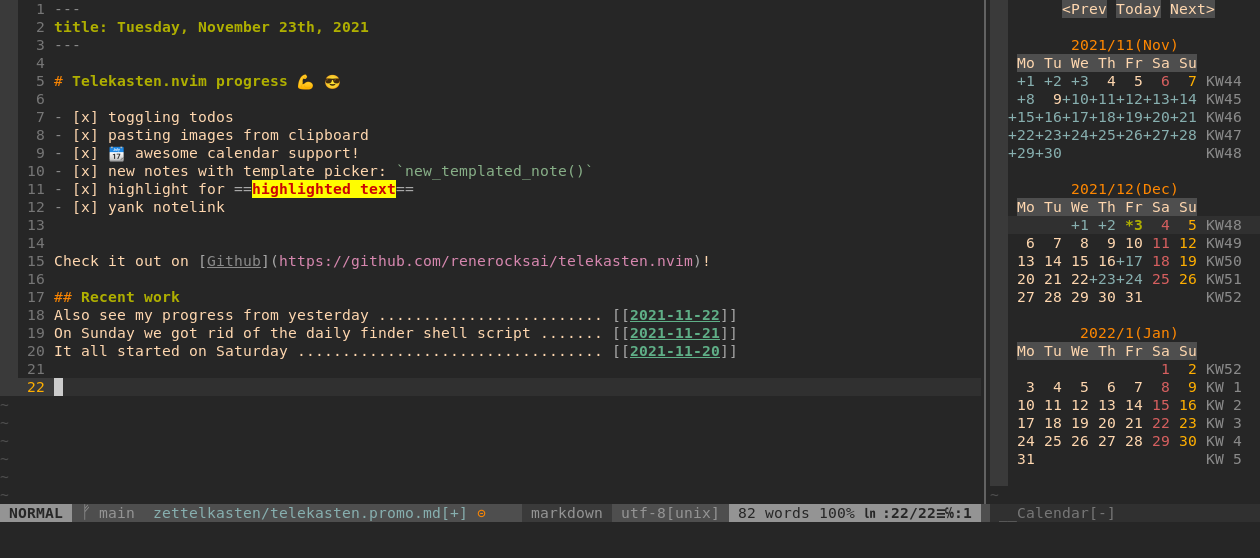 1 ---
2 title: Tuesday, November 23th, 2021
3 ---
4
5 # Telekasten.nvim progress 💪 😎
6
7 - [x] toggling todos
8 - [x] pasting images from clipboard
9 - [x] 📆 awesome calendar support!
10 - [x] new notes with template picker: `new_templated_note()`
11 - [x] highlight for ==highlighted text==
12 - [x] yank notelink
13
14
15 Check it out on [Github](https://github.com/renerocksai/telekasten.nvim)!
16
17 ## Recent work
18 Also see my progress from yesterday ......................... [[2021-11-22]]
19 On Sunday we got rid of the daily finder shell script ....... [[2021-11-21]]
20 It all started on Saturday .................................. [[2021-11-20]]
21
22
~
~
~
~
~
~
NORMAL main zettelkasten/telekasten.promo.md[+] ⊝ markdown utf-8[unix] 82 words 100% ㏑:22/22☰℅:1
<Prev Today Next>
2021/11(Nov)
Mo Tu We Th Fr Sa Su
+1 +2 +3 4 5 6 7 KW44
+8 9+10+11+12+13+14 KW45
+15+16+17+18+19+20+21 KW46
+22+23+24+25+26+27+28 KW47
+29+30 KW48
2021/12(Dec)
Mo Tu We Th Fr Sa Su
+1 +2 *3 4 5 KW48
6 7 8 9 10 11 12 KW49
13 14 15 16+17 18 19 KW50
20 21 22+23+24 25 26 KW51
27 28 29 30 31 KW52
2022/1(Jan)
Mo Tu We Th Fr Sa Su
1 2 KW52
3 4 5 6 7 8 9 KW 1
10 11 12 13 14 15 16 KW 2
17 18 19 20 21 22 23 KW 3
24 25 26 27 28 29 30 KW 4
31 KW 5
~
__Calendar[-]